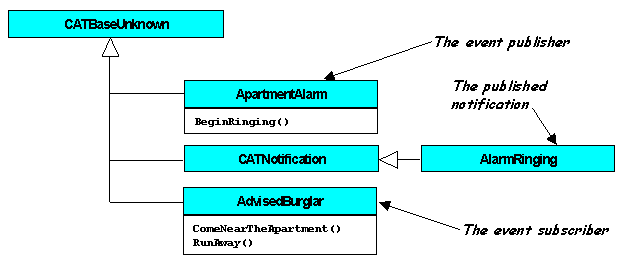 CATBaseUnknown
The event publisher
ApartmentAlarm
BeginRinging()
The published
notification
CATNotification
AlarmRinging
AdvisedBurglar
ComeNearTheApartment()
RunAway()
The event subscriber